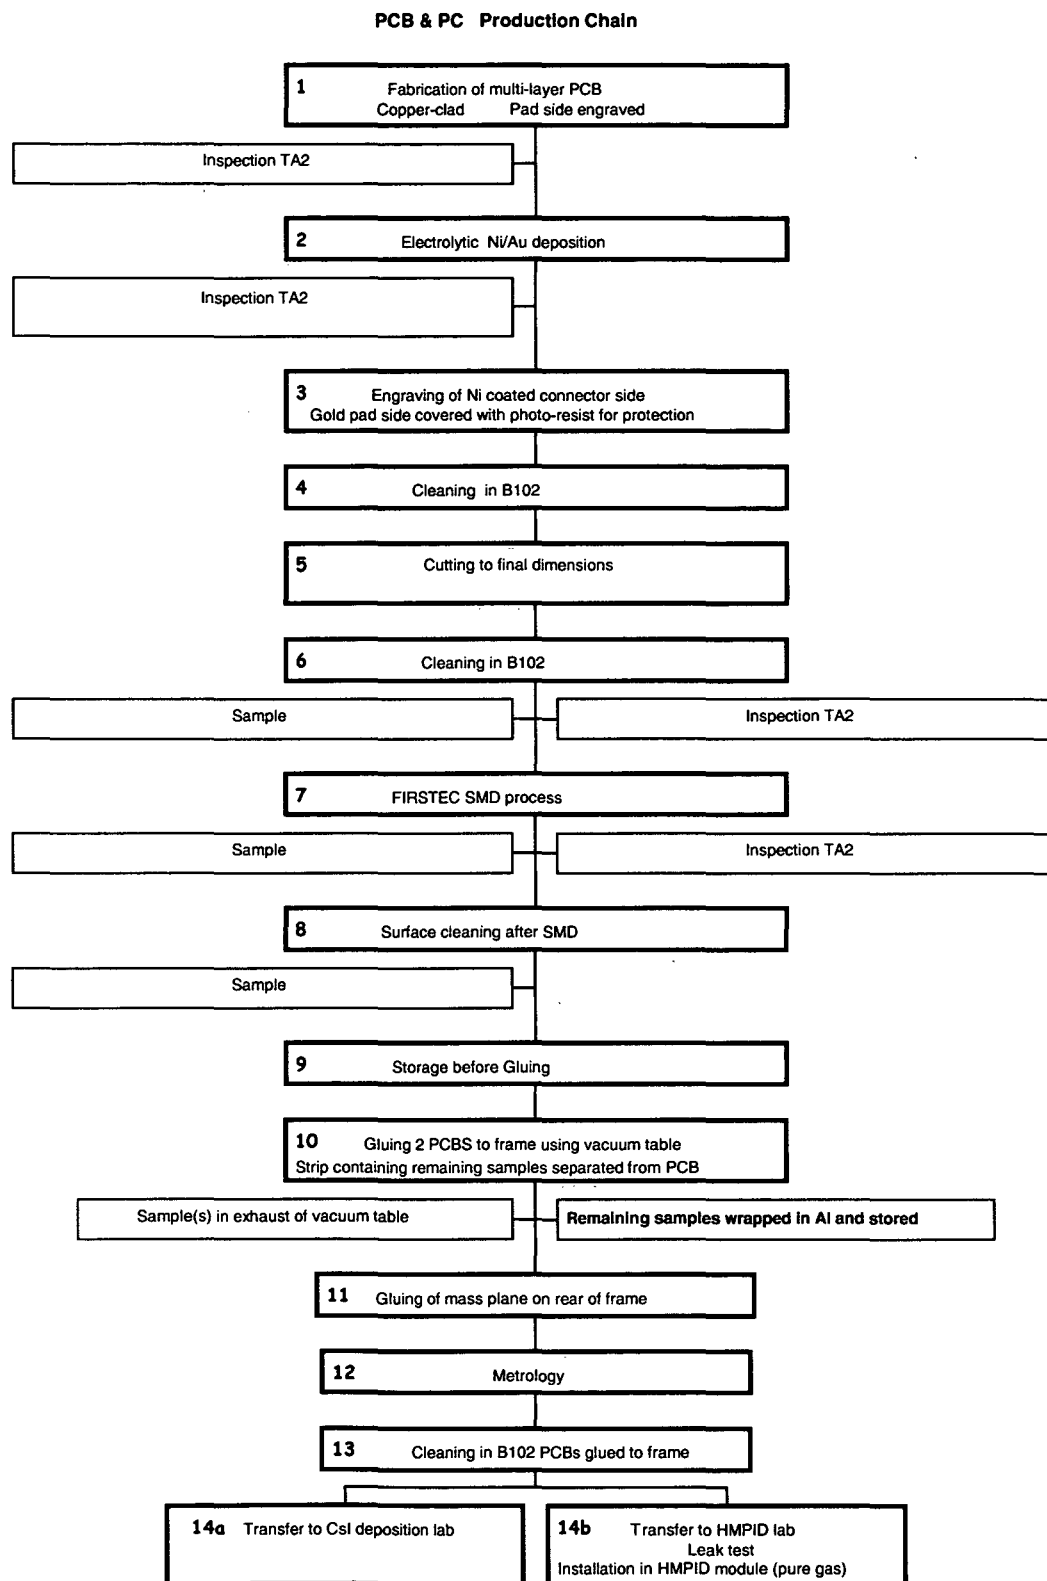 PCB & PC Production Chain
1
Fabrication of multi-layer PCB
Copper-clad Pad side engraved
Inspection TA2
2 Electrolytic Ni/Au deposition
Inspection TA2
3 Engraving of Ni coated connector side
Gold pad side covered with photo-resist for protection
4 Cleaning in B102
5 Cutting to final dimensions
6 Cleaning in B102
Sample
Inspection TA2
7 FIRSTEC SMD process
Sample
Inspection TA2
8 Surface cleaning after SMD
Sample
9 Storage before Gluing
10 Gluing 2 PCBS to frame using vacuum table
Strip containing remaining samples separated from PCB
Sample(s) in exhaust of vacuum table
Remaining samples wrapped in Al and stored
11 Gluing of mass plane on rear of frame
12 Metrology
13 Cleaning in B102 PCBs glued to frame
14a Transfer to CsI deposition lab
14b Transfer to HMPID lab
Leak test
Installation in HMPID module (pure gas)